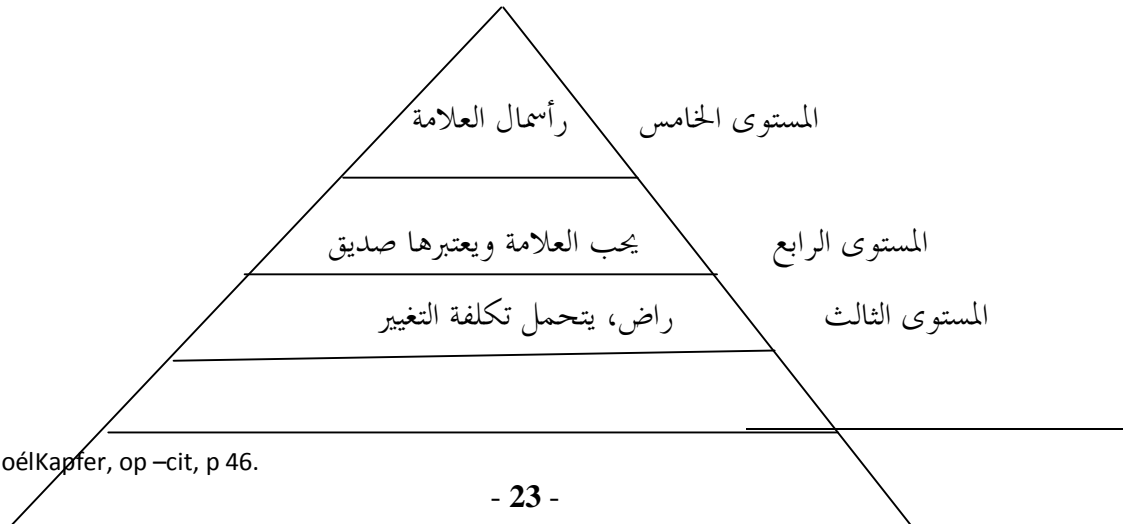 المستوى الخامس رأسمال العلامة
المستوى الرابع يحب العلامة ويعتبرها صديق
المستوى الثالث راض، يتحمل تكلفة التغيير
oélKapfer, op –cit, p 46.
- 23 -